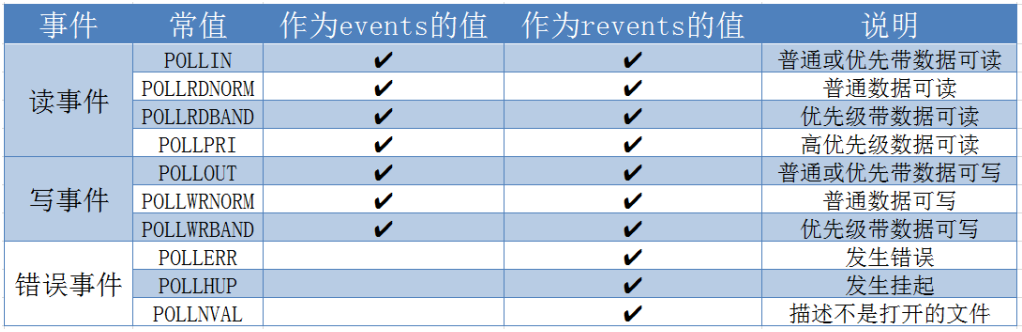 事件 常值 作为events的值 作为revents的值 说明
读事件 POLLIN ✔ ✔ 普通或优先带数据可读
POLLRDNORM ✔ ✔ 普通数据可读
POLLRDBAND ✔ ✔ 优先级带数据可读
POLLPRI ✔ ✔ 高优先级数据可读
写事件 POLLOUT ✔ ✔ 普通或优先带数据可写
POLLWRNORM ✔ ✔ 普通数据可写
POLLWRBAND ✔ ✔ 优先级带数据可写
错误事件 POLLERR ✔ 发生错误
POLLHUP ✔ 发生挂起
POLLNVAL ✔ 描述不是打开的文件